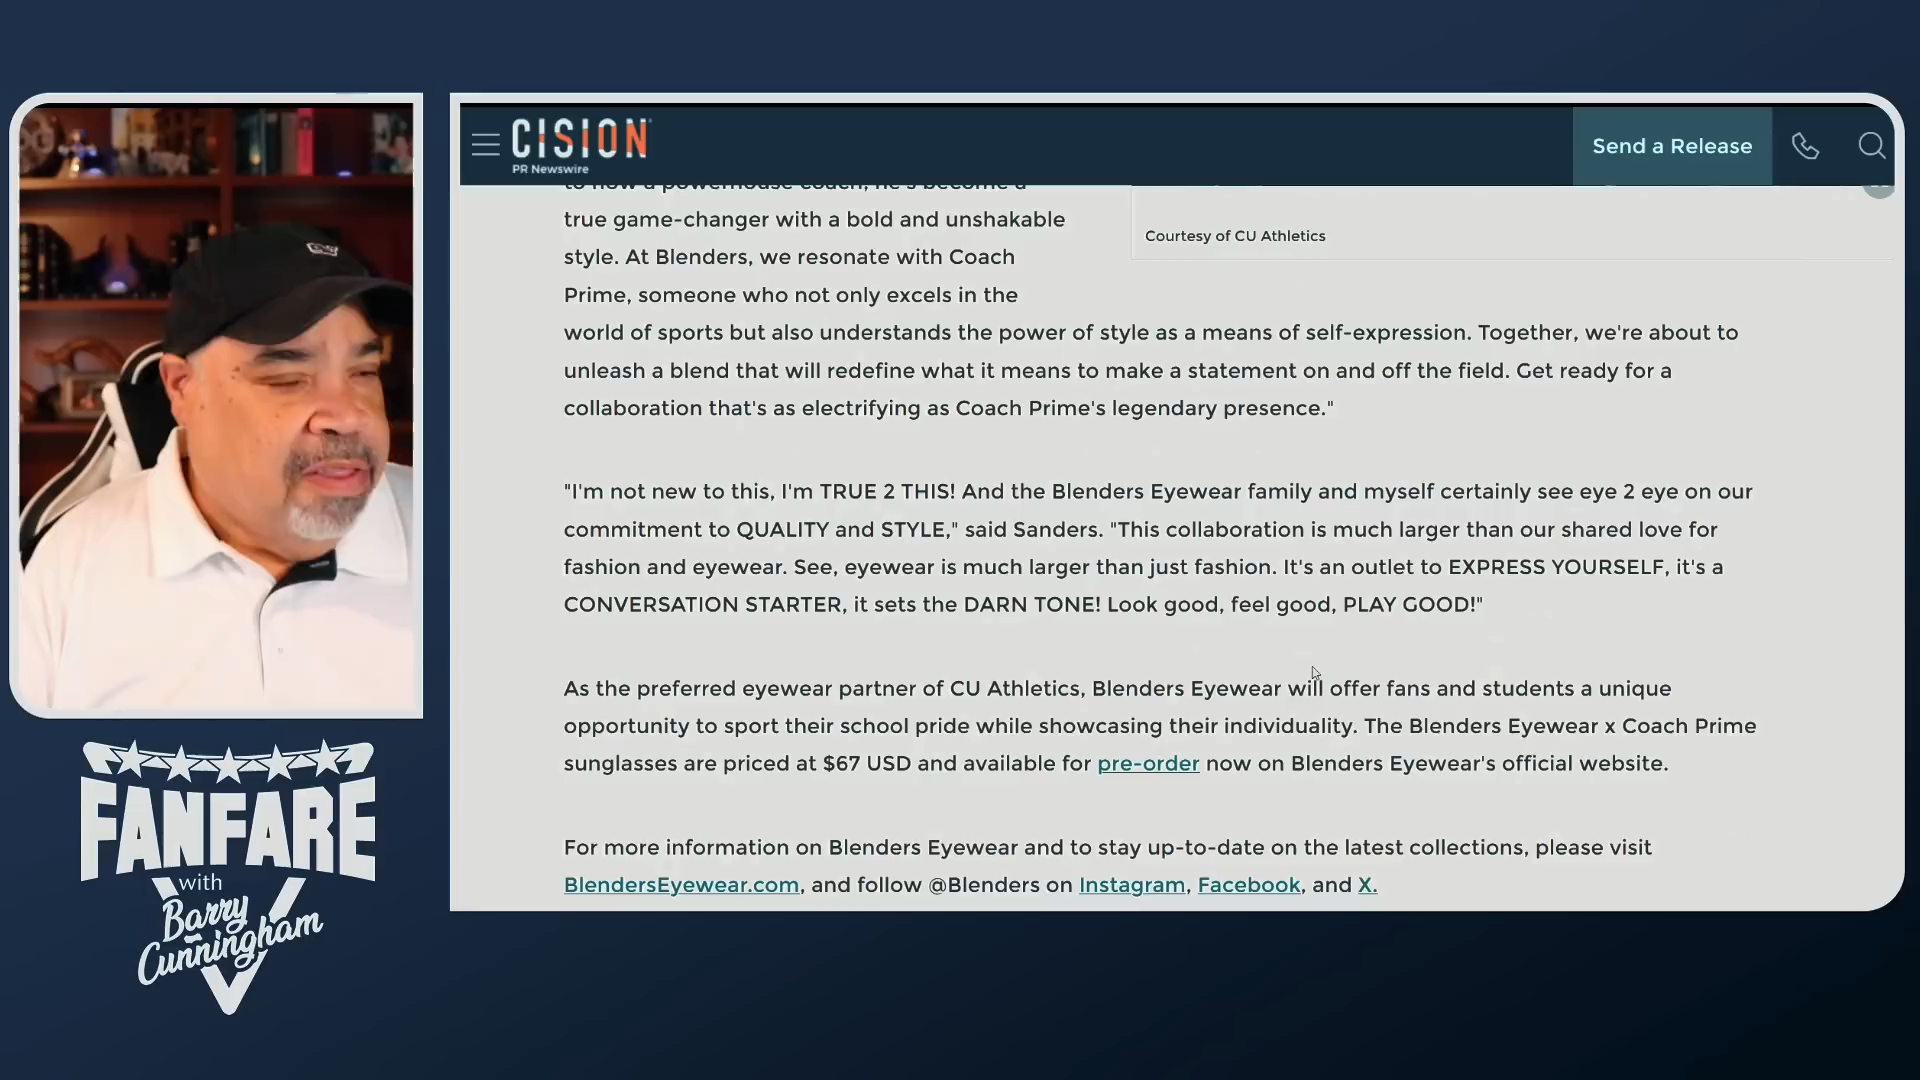 CISION
PR Newswire
Send a Release
to now a powerhouse coach, he's become a
true game-changer with a bold and unshakable
style. At Blenders, we resonate with Coach
Prime, someone who not only excels in the
world of sports but also understands the power of style as a means of self-expression. Together, we're about to
unleash a blend that will redefine what it means to make a statement on and off the field. Get ready for a
collaboration that's as electrifying as Coach Prime's legendary presence."
Courtesy of CU Athletics
"I'm not new to this, I'm TRUE 2 THIS! And the Blenders Eyewear family and myself certainly see eye 2 eye on our
commitment to QUALITY and STYLE," said Sanders. "This collaboration is much larger than our shared love for
fashion and eyewear. See, eyewear is much larger than just fashion. It's an outlet to EXPRESS YOURSELF, it's a
CONVERSATION STARTER, it sets the DARN TONE! Look good, feel good, PLAY GOOD!"
As the preferred eyewear partner of CU Athletics, Blenders Eyewear will offer fans and students a unique
opportunity to sport their school pride while showcasing their individuality. The Blenders Eyewear x Coach Prime
sunglasses are priced at $67 USD and available for pre-order now on Blenders Eyewear's official website.
For more information on Blenders Eyewear and to stay up-to-date on the latest collections, please visit
BlendersEyewear.com, and follow @Blenders on Instagram, Facebook, and X.
FANFARE
with
Barry
Cunningham